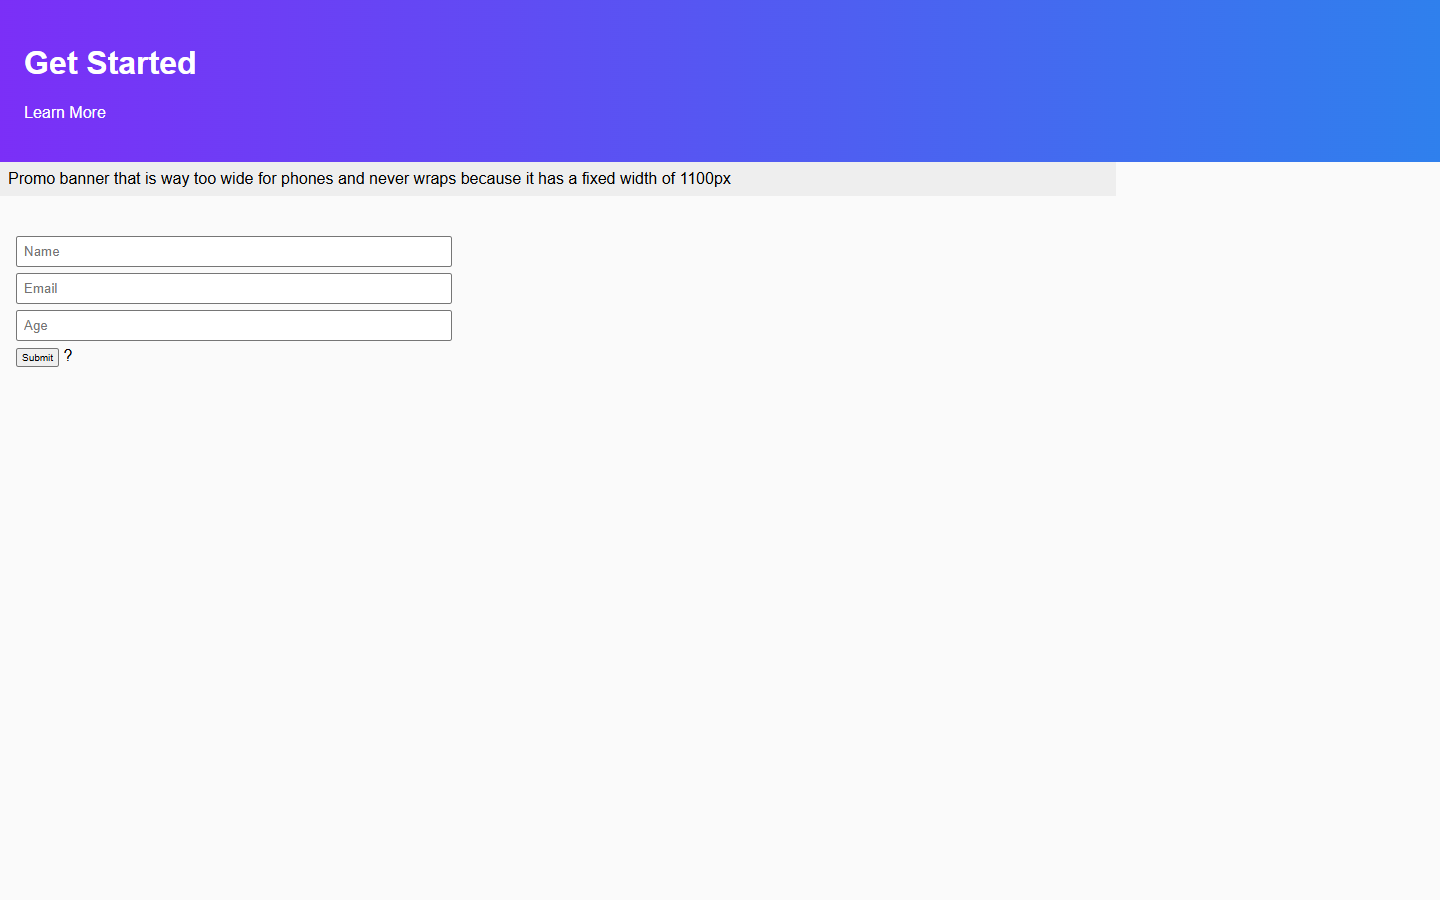 Get Started
Learn More
Promo banner that is way too wide for phones and never wraps because it has a fixed width of 1100px
Name
Email
Age
Submit ?